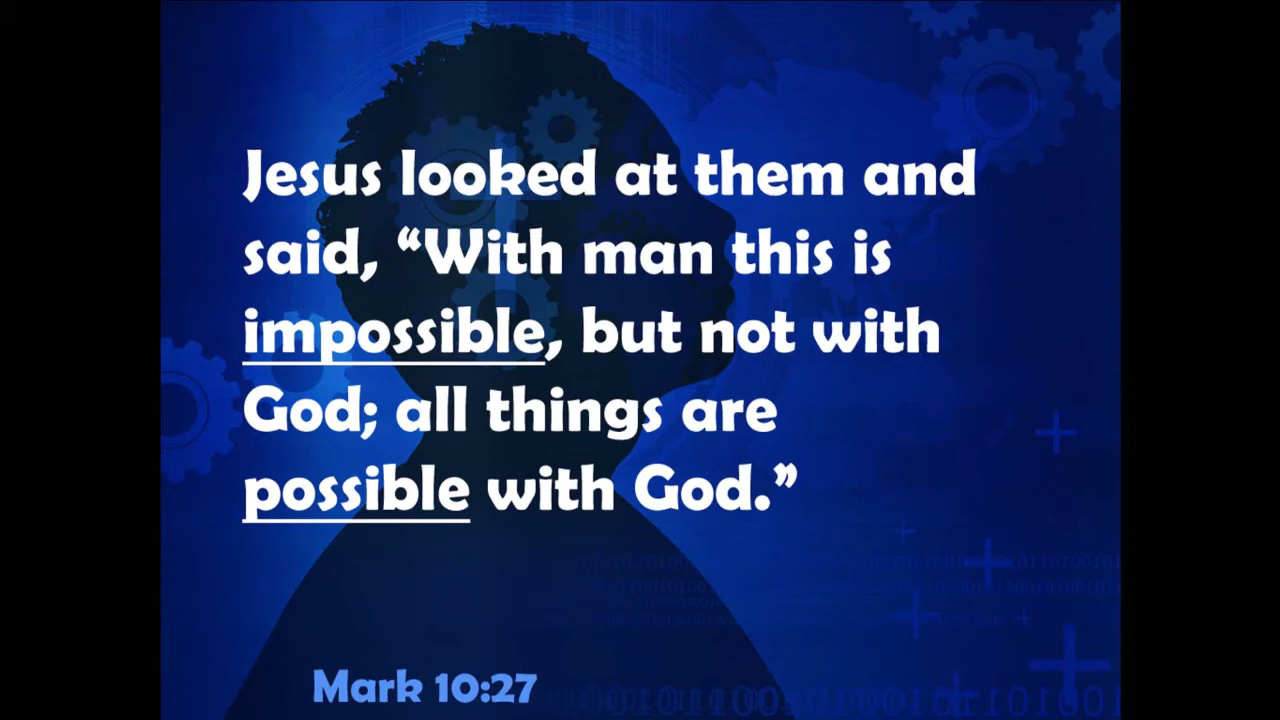 Jesus looked at them and
said, “With man this is
impossible, but not with
God; all things are
possible with God.”
Mark 10:27